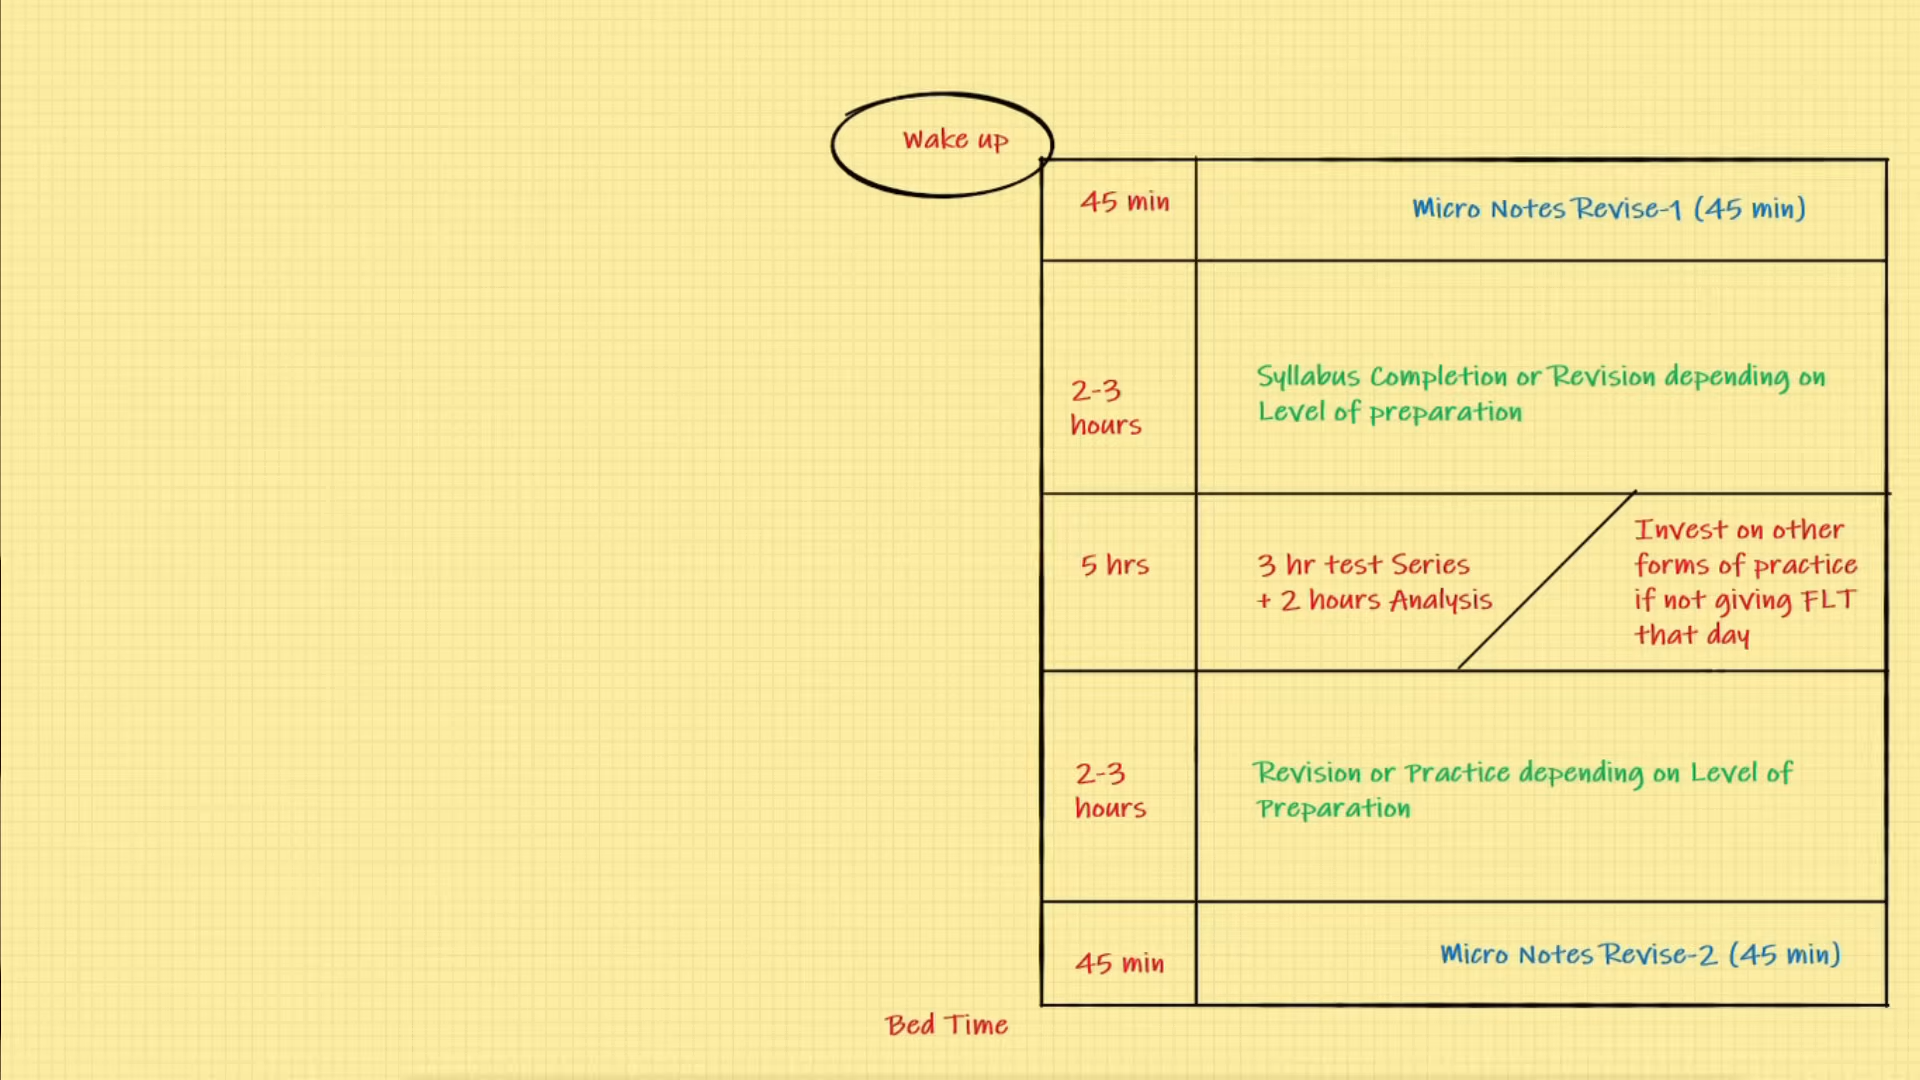 Wake up
45 min
Micro Notes Revise-1 (45 min)
2-3
hours
Syllabus Completion or Revision depending on
Level of preparation
5 hrs
3 hr test Series
+ 2 hours Analysis
Invest on other
forms of practice
if not giving FLT
that day
2-3
hours
Revision or Practice depending on Level of
Preparation
45 min
Micro Notes Revise-2 (45 min)
Bed Time